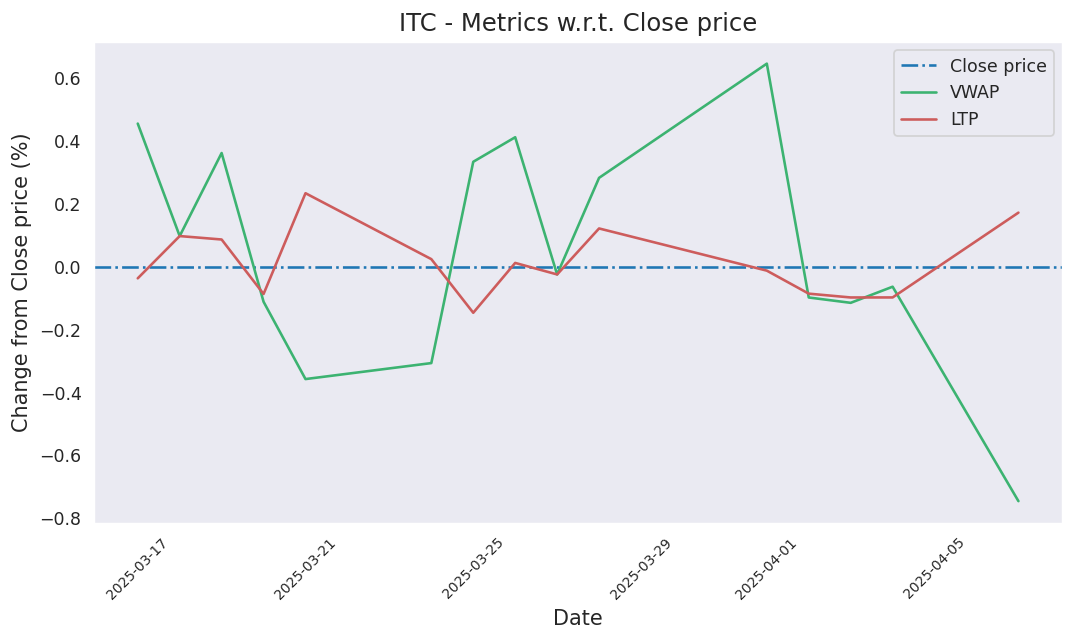 ITC - Metrics w.r.t. Close price
Close price
VWAP
LTP
Change from Close price (%)
0.6
0.4
0.2
0.0
−0.2
−0.4
−0.6
−0.8
2025-03-17
2025-03-21
2025-03-25
2025-03-29
2025-04-01
2025-04-05
Date